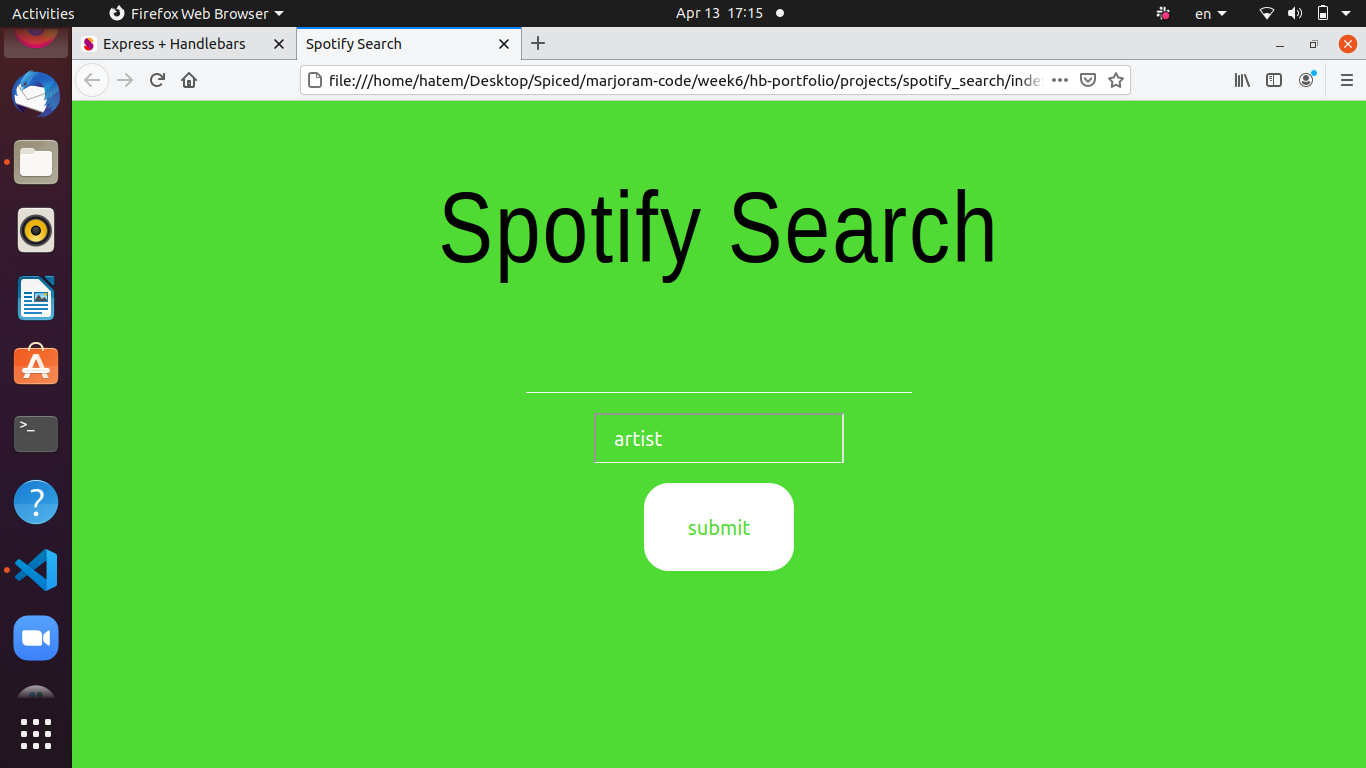 Activities
Firefox Web Browser
Apr 13 17:15
en
Express + Handlebars
Spotify Search
file:///home/hatem/Desktop/Spiced/marjoram-code/week6/hb-portfolio/projects/spotify_search/inde
Spotify Search
artist
submit
>_
?